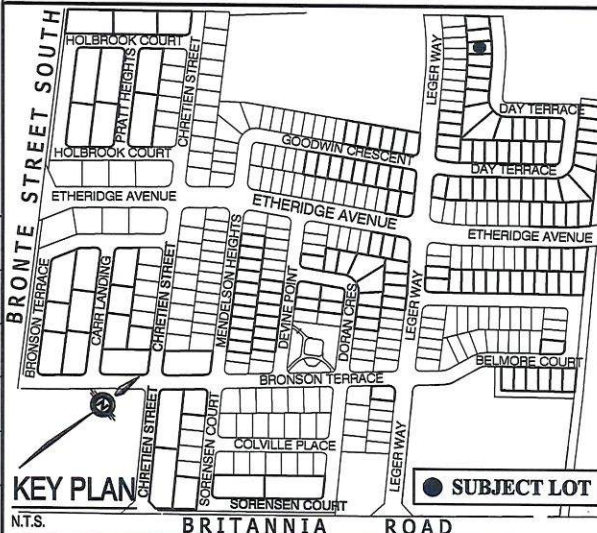 BRONTE STREET SOUTH
HOLBROOK COURT
PRATT HEIGHTS
CHRETIEN STREET
LEGER WAY
DAY TERRACE
GOODWIN CRESCENT
HOLBROOK COURT
DAY TERRACE
ETHERIDGE AVENUE
ETHERIDGE AVENUE
ETHERIDGE AVENUE
BRONSON TERRACE
CARR LANDING
CHRETIEN STREET
MENDELSON HEIGHTS
DEVINE POINT
DORAN CRES
LEGER WAY
BELMORE COURT
BRONSON TERRACE
N
CHRETIEN STREET
SORENSEN COURT
COLVILLE PLACE
LEGER WAY
KEY PLAN
SUBJECT LOT
SORENSEN COURT
N.T.S.
BRITANNIA ROAD